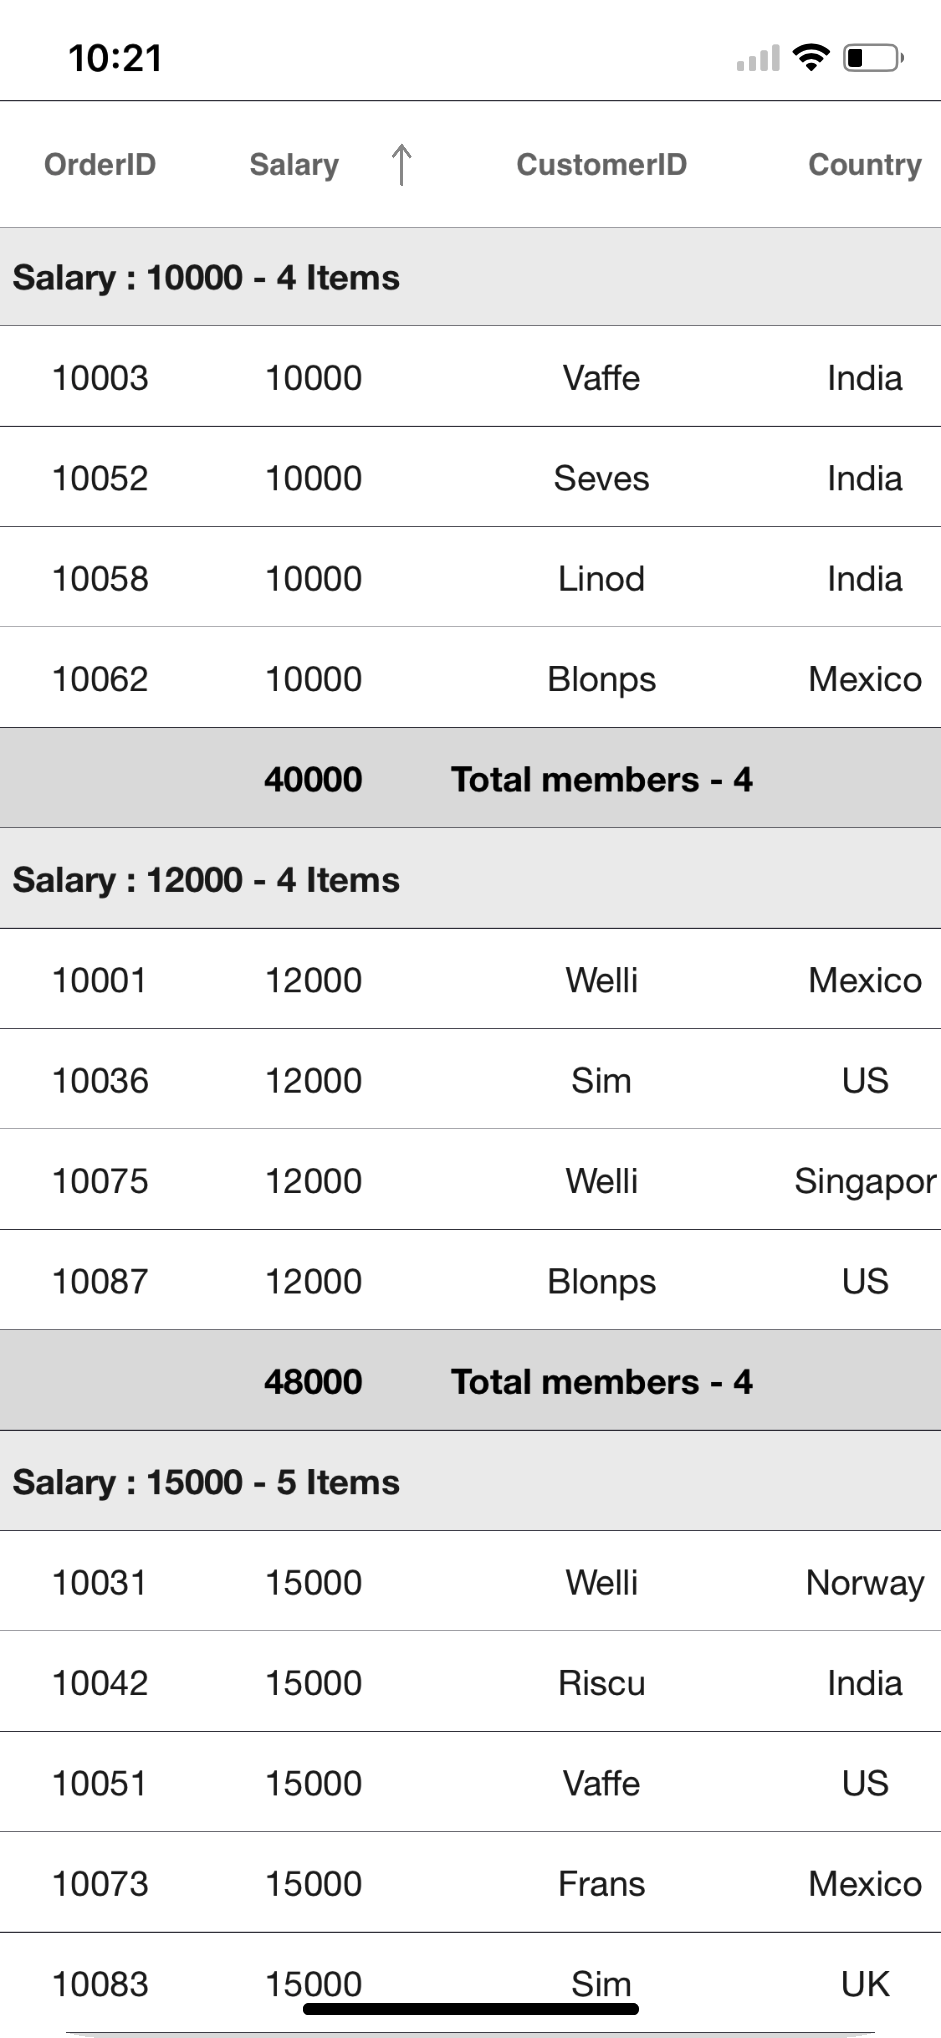 10:21
OrderID Salary ↑ CustomerID Country
Salary : 10000 - 4 Items
10003 10000 Vaffe India
10052 10000 Seves India
10058 10000 Linod India
10062 10000 Blonps Mexico
40000 Total members - 4
Salary : 12000 - 4 Items
10001 12000 Welli Mexico
10036 12000 Sim US
10075 12000 Welli Singapor
10087 12000 Blonps US
48000 Total members - 4
Salary : 15000 - 5 Items
10031 15000 Welli Norway
10042 15000 Riscu India
10051 15000 Vaffe US
10073 15000 Frans Mexico
10083 15000 Sim UK